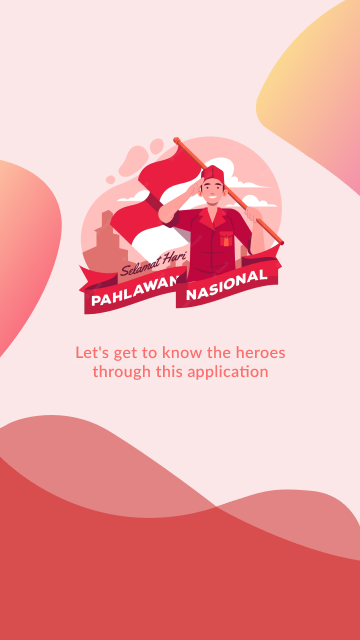 Selamat Hari
PAHLAWAN NASIONAL
Let's get to know the heroes
through this application